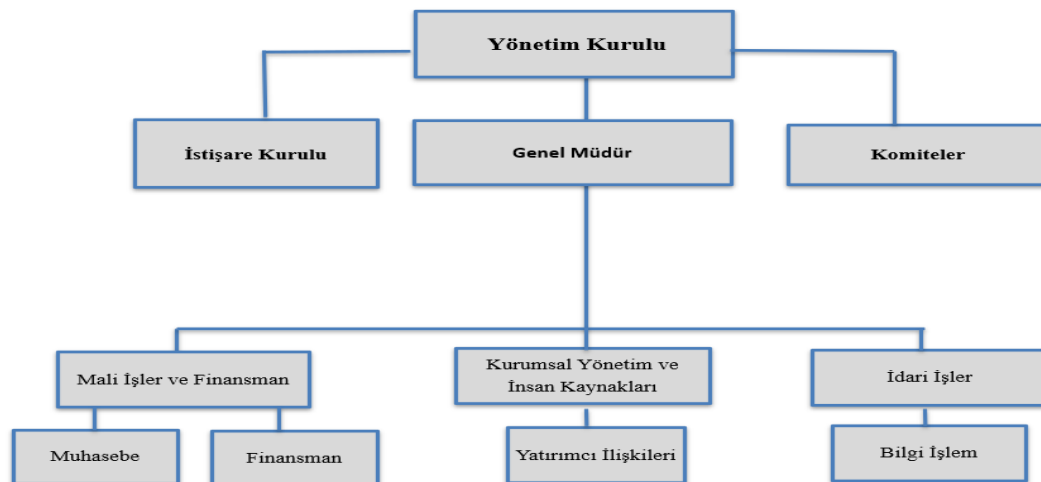 Yönetim Kurulu
İstişare Kurulu
Genel Müdür
Komiteler
Mali İşler ve Finansman
Kurumsal Yönetim ve
İnsan Kaynakları
İdari İşler
Muhasebe
Finansman
Yatırımcı İlişkileri
Bilgi İşlem